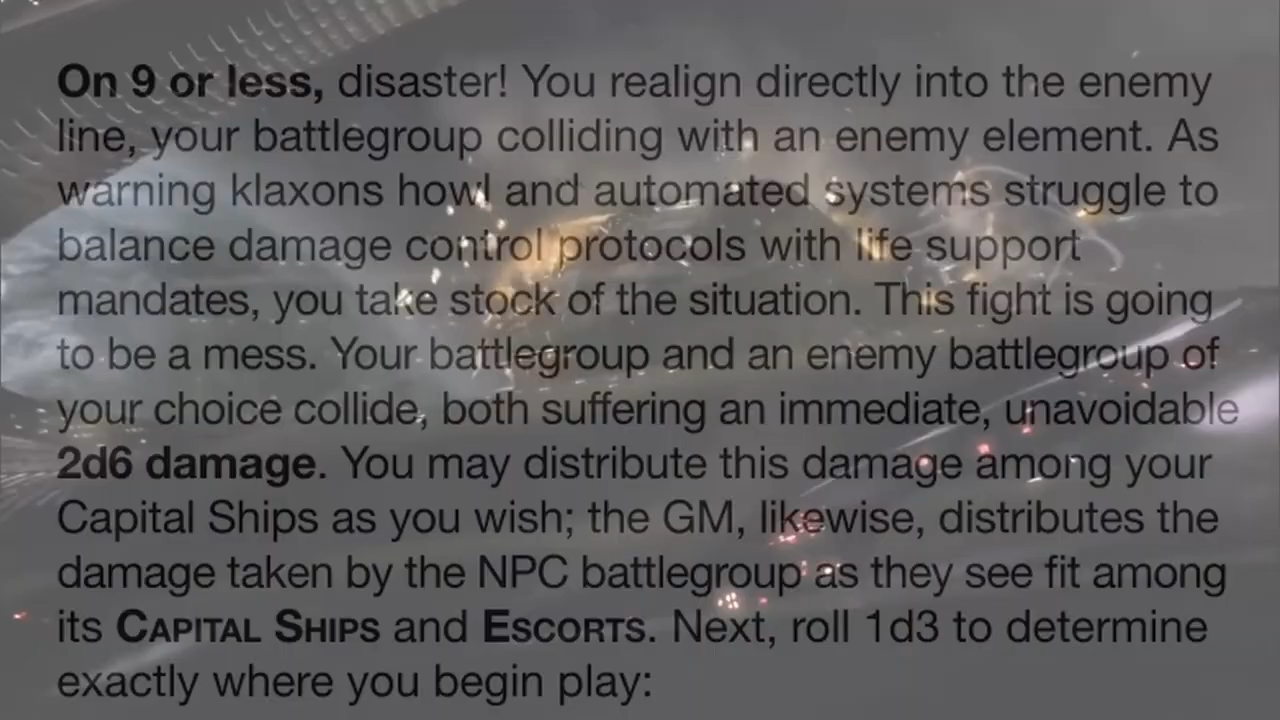 On 9 or less, disaster! You realign directly into the enemy
line, your battlegroup colliding with an enemy element. As
warning klaxons howl and automated systems struggle to
balance damage control protocols with life support
mandates, you take stock of the situation. This fight is going
to be a mess. Your battlegroup and an enemy battlegroup of
your choice collide, both suffering an immediate, unavoidable
2d6 damage. You may distribute this damage among your
Capital Ships as you wish; the GM, likewise, distributes the
damage taken by the NPC battlegroup as they see fit among
its CAPITAL SHIPS and ESCORTS. Next, roll 1d3 to determine
exactly where you begin play: